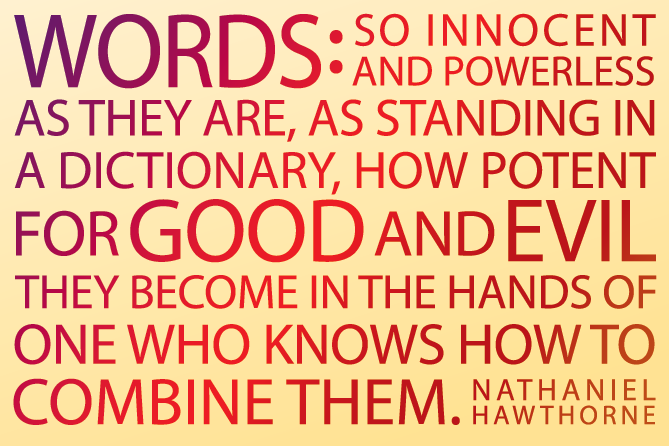 WORDS: SO INNOCENT
AND POWERLESS
AS THEY ARE, AS STANDING IN
A DICTIONARY, HOW POTENT
FOR GOOD AND EVIL
THEY BECOME IN THE HANDS OF
ONE WHO KNOWS HOW TO
COMBINE THEM. NATHANIEL
HAWTHORNE